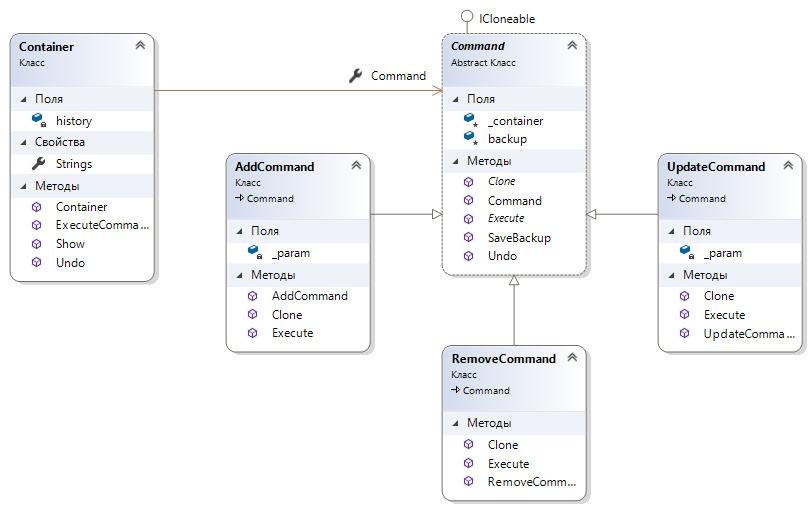 ICloneable
Container
Класс
Поля
history
Свойства
Strings
Методы
Container
ExecuteComma...
Show
Undo
Command
Command
Abstract Класс
Поля
_container
backup
Методы
Clone
Command
Execute
SaveBackup
Undo
AddCommand
Класс
Command
Поля
_param
Методы
AddCommand
Clone
Execute
UpdateCommand
Класс
Command
Поля
_param
Методы
Clone
Execute
UpdateComma...
RemoveCommand
Класс
Command
Методы
Clone
Execute
RemoveComm...